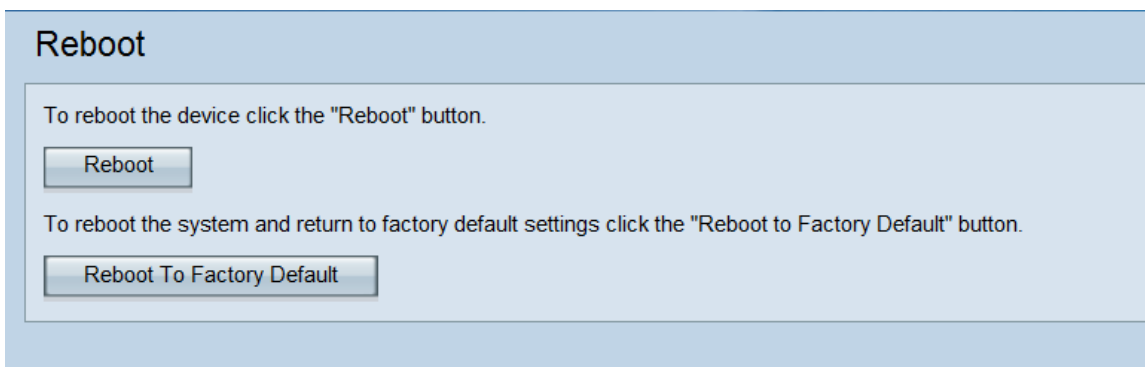 Reboot
To reboot the device click the "Reboot" button.
Reboot
To reboot the system and return to factory default settings click the "Reboot to Factory Default" button.
Reboot To Factory Default